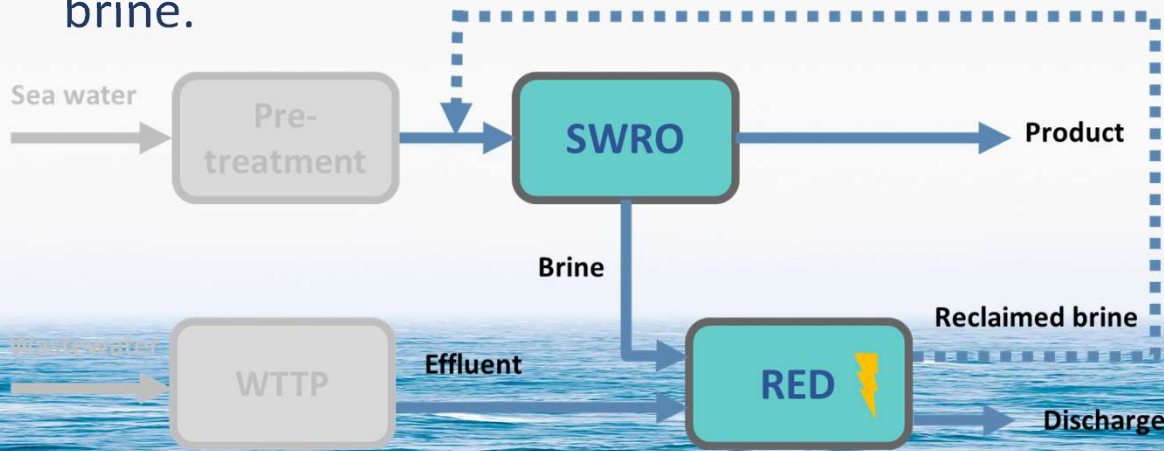 brine.
Sea water
Pre-
treatment
SWRO
Product
Brine
Reclaimed brine
Wastewater
WTTP
Effluent
RED
Discharge